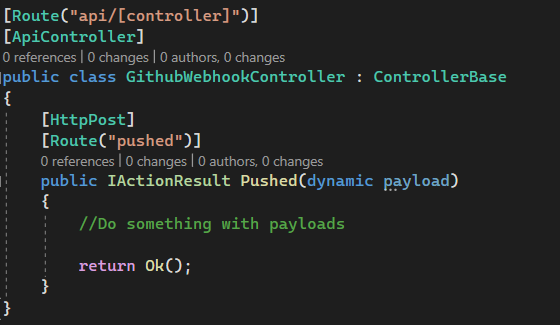 [Route("api/[controller]")]
[ApiController]
0 references | 0 changes | 0 authors, 0 changes
public class GithubWebhookController : ControllerBase
{
[HttpPost]
[Route("pushed")]
0 references | 0 changes | 0 authors, 0 changes
public IActionResult Pushed(dynamic payload)
{
//Do something with payloads
return Ok();
}
}